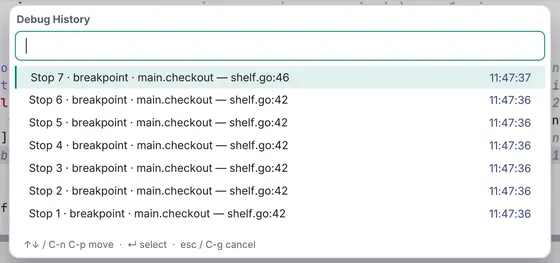 Debug History
Stop 7 · breakpoint · main.checkout — shelf.go:46 11:47:37
Stop 6 · breakpoint · main.checkout — shelf.go:42 11:47:36
Stop 5 · breakpoint · main.checkout — shelf.go:42 11:47:36
Stop 4 · breakpoint · main.checkout — shelf.go:42 11:47:36
Stop 3 · breakpoint · main.checkout — shelf.go:42 11:47:36
Stop 2 · breakpoint · main.checkout — shelf.go:42 11:47:36
Stop 1 · breakpoint · main.checkout — shelf.go:42 11:47:36
↑↓ / C-n C-p move · ↵ select · esc / C-g cancel